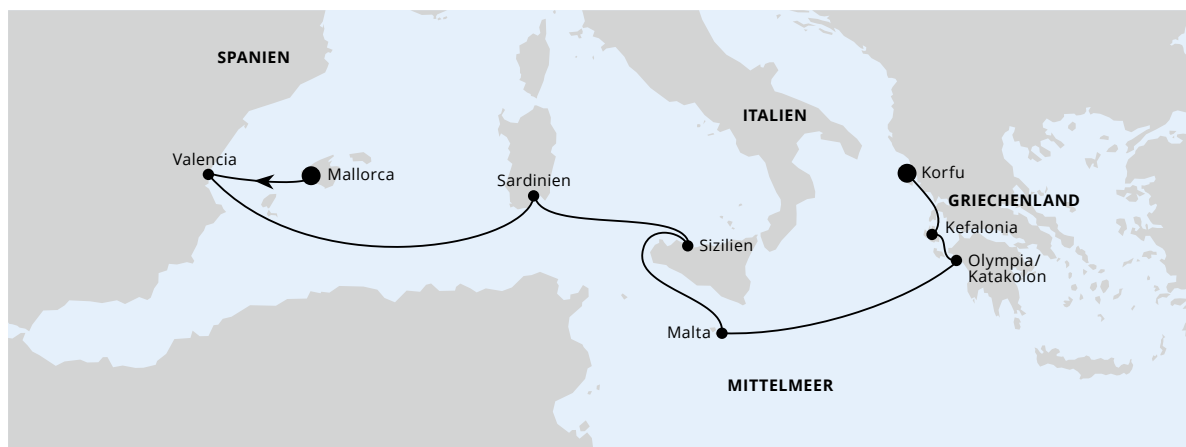 SPANIEN
ITALIEN
Valencia
Mallorca
Sardinien
Korfu
GRIECHENLAND
Kefalonia
Sizilien
Olympia/
Katakolon
Malta
MITTELMEER